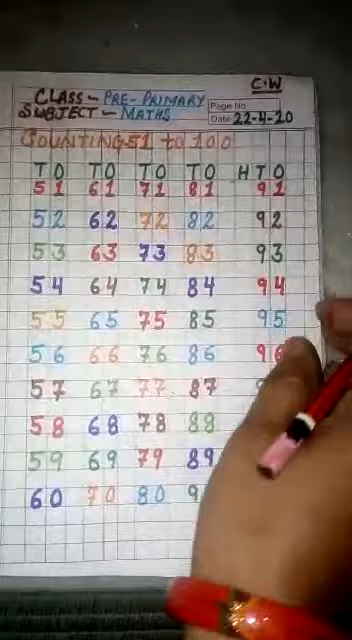 C.W
CLASS - PRE-PRIMARY
SUBJECT - MATHS
Page No
Date 22-4-20
COUNTING 51 to 100
T O T O T O T O H T O
51 61 71 81 91
52 62 72 82 92
53 63 73 83 93
54 64 74 84 94
55 65 75 85 95
56 66 76 86 96
57 67 77 87
58 68 78 88
59 69 79 89
60 70 80 9